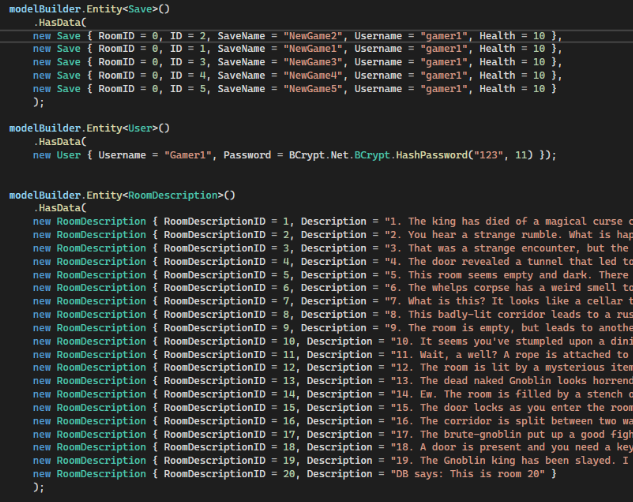 modelBuilder.Entity<Save>()
.HasData(
new Save { RoomID = 0, ID = 2, SaveName = "NewGame2", Username = "gamer1", Health = 10 },
new Save { RoomID = 0, ID = 1, SaveName = "NewGame1", Username = "gamer1", Health = 10 },
new Save { RoomID = 0, ID = 3, SaveName = "NewGame3", Username = "gamer1", Health = 10 },
new Save { RoomID = 0, ID = 4, SaveName = "NewGame4", Username = "gamer1", Health = 10 },
new Save { RoomID = 0, ID = 5, SaveName = "NewGame5", Username = "gamer1", Health = 10 }
);
modelBuilder.Entity<User>()
.HasData(
new User { Username = "Gamer1", Password = BCrypt.Net.BCrypt.HashPassword("123", 11) });
modelBuilder.Entity<RoomDescription>()
.HasData(
new RoomDescription { RoomDescriptionID = 1, Description = "1. The king has died of a magical curse
new RoomDescription { RoomDescriptionID = 2, Description = "2. You hear a strange rumble. What is hap
new RoomDescription { RoomDescriptionID = 3, Description = "3. That was a strange encounter, but the
new RoomDescription { RoomDescriptionID = 4, Description = "4. The door revealed a tunnel that led to
new RoomDescription { RoomDescriptionID = 5, Description = "5. This room seems empty and dark. There
new RoomDescription { RoomDescriptionID = 6, Description = "6. The whelps corpse has a weird smell to
new RoomDescription { RoomDescriptionID = 7, Description = "7. What is this? It looks like a cellar t
new RoomDescription { RoomDescriptionID = 8, Description = "8. This badly-lit corridor leads to a rus
new RoomDescription { RoomDescriptionID = 9, Description = "9. The room is empty, but leads to anothe
new RoomDescription { RoomDescriptionID = 10, Description = "10. It seems you've stumpled upon a dini
new RoomDescription { RoomDescriptionID = 11, Description = "11. Wait, a well? A rope is attached to
new RoomDescription { RoomDescriptionID = 12, Description = "12. The room is lit by a mysterious item
new RoomDescription { RoomDescriptionID = 13, Description = "13. The dead naked Gnoblin looks horrend
new RoomDescription { RoomDescriptionID = 14, Description = "14. Ew. The room is filled by a stench o
new RoomDescription { RoomDescriptionID = 15, Description = "15. The door locks as you enter the room
new RoomDescription { RoomDescriptionID = 16, Description = "16. The corridor is split between two wa
new RoomDescription { RoomDescriptionID = 17, Description = "17. The brute-gnoblin put up a good figh
new RoomDescription { RoomDescriptionID = 18, Description = "18. A door is present and you need a key
new RoomDescription { RoomDescriptionID = 19, Description = "19. The Gnoblin king has been slayed. I
new RoomDescription { RoomDescriptionID = 20, Description = "DB says: This is room 20" }
);